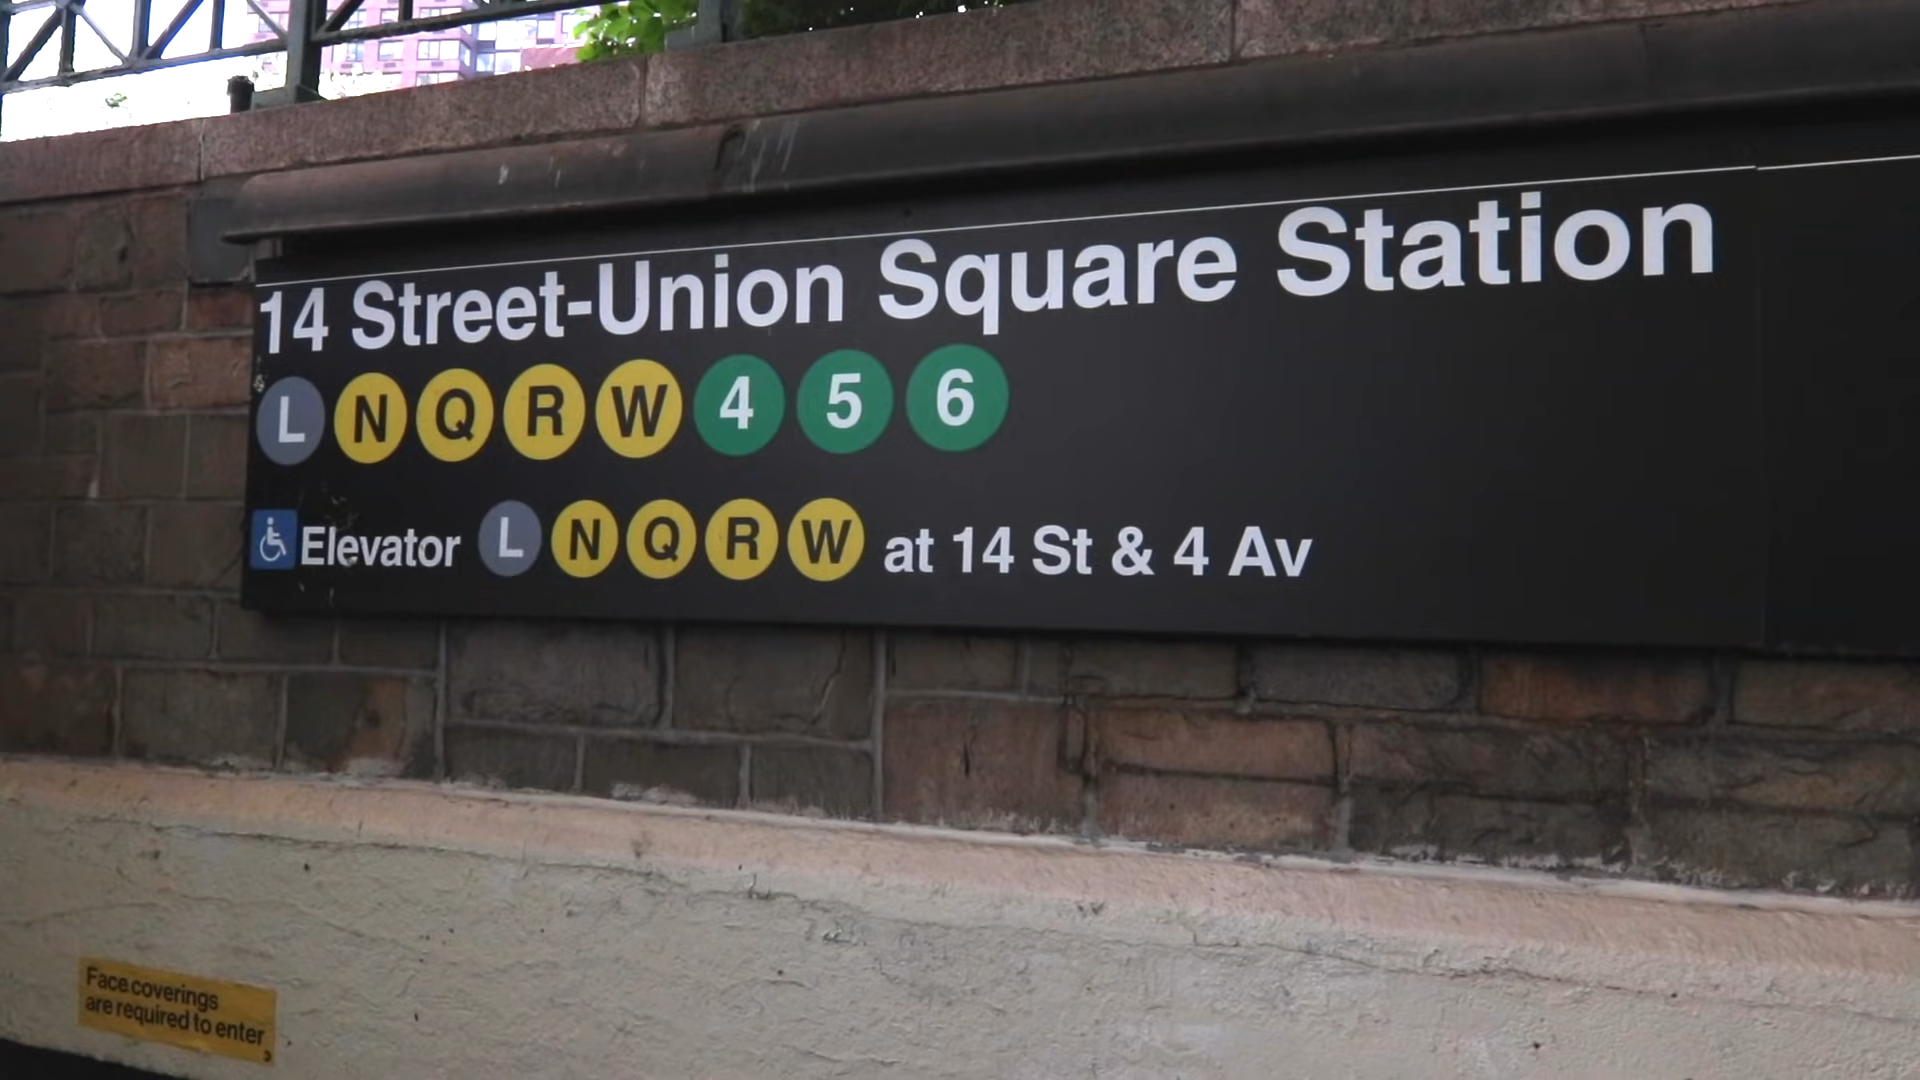 14 Street-Union Square Station
L N Q R W 4 5 6
Elevator L N Q R W at 14 St & 4 Av
Face coverings
are required to enter